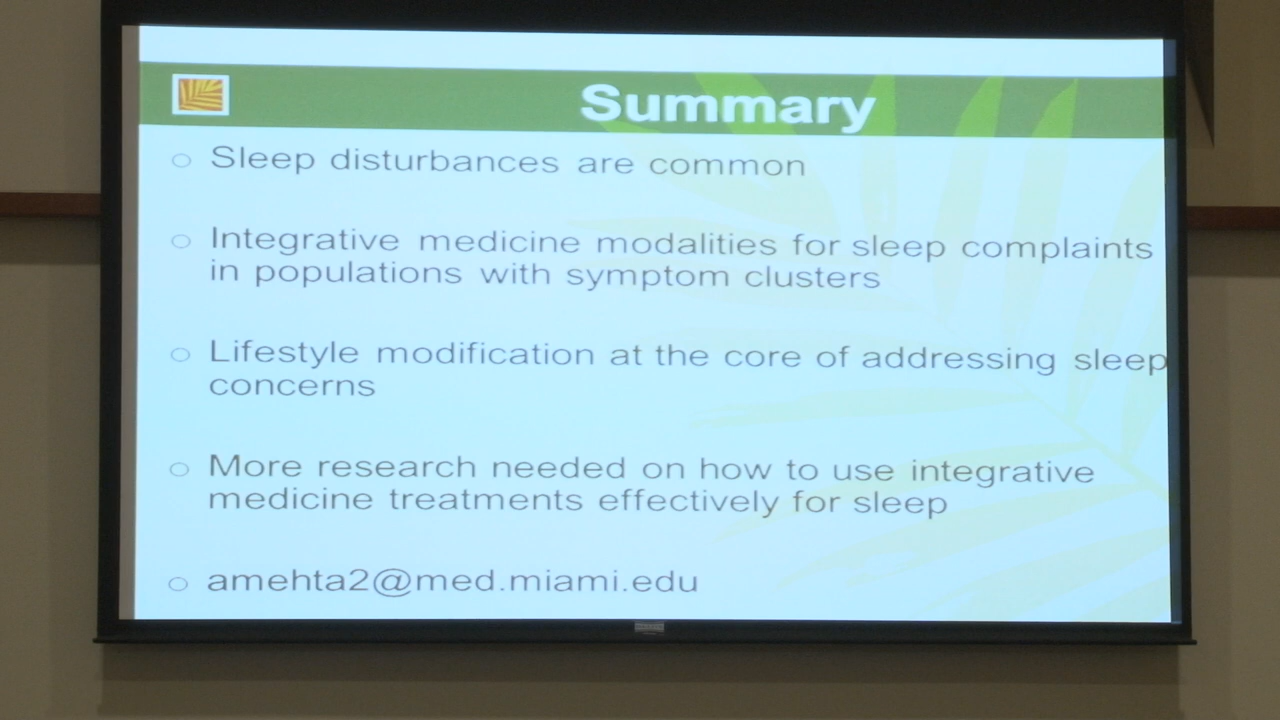 Summary
Sleep disturbances are common
Integrative medicine modalities for sleep complaints
in populations with symptom clusters
Lifestyle modification at the core of addressing sleep
concerns
More research needed on how to use integrative
medicine treatments effectively for sleep
amehta2@med.miami.edu